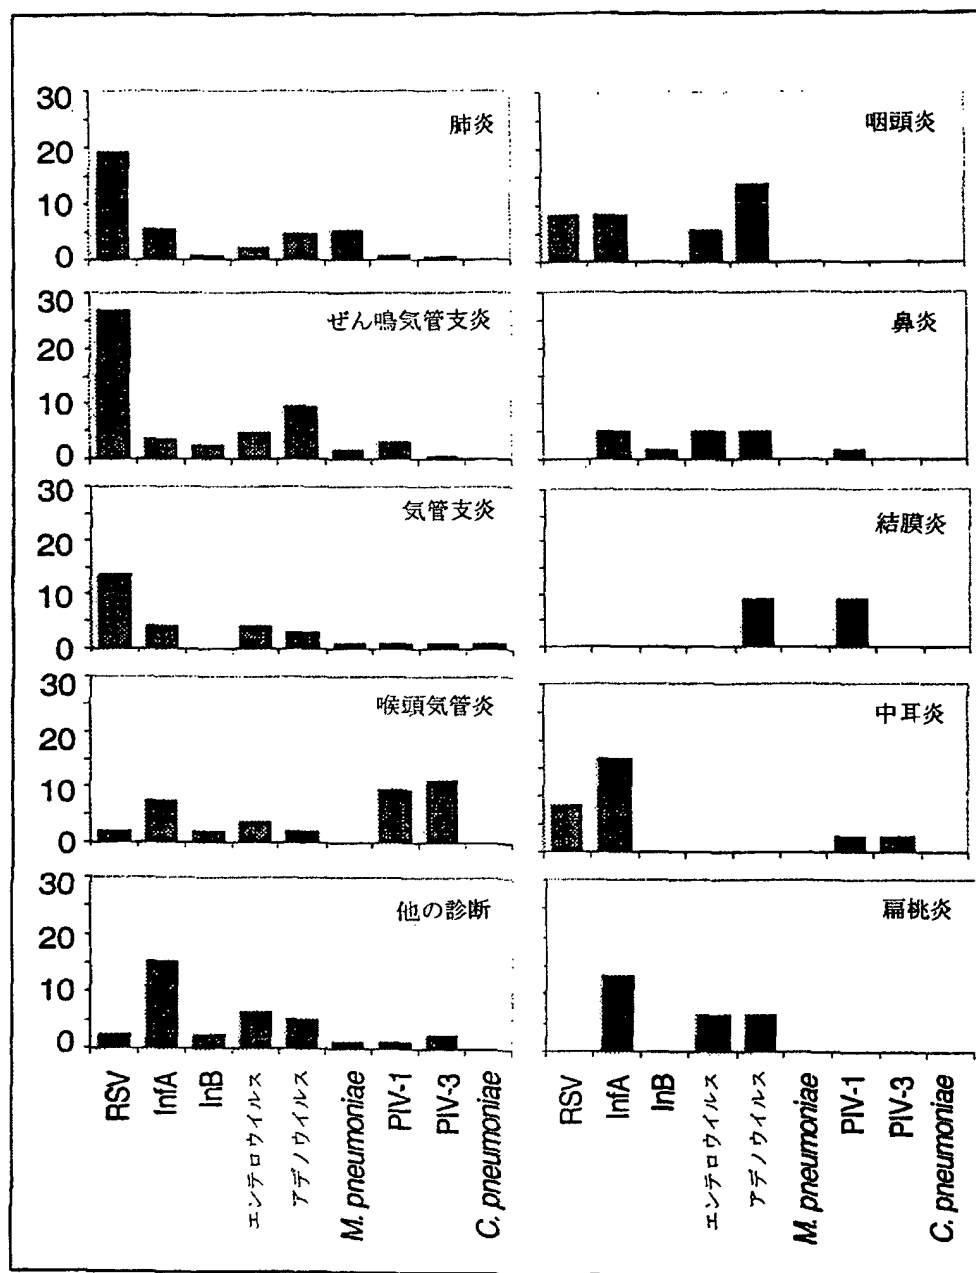 30
20
10
0
肺炎
咽頭炎
30
20
10
0
ぜん鳴気管支炎
鼻炎
30
20
10
0
気管支炎
結膜炎
30
20
10
0
喉頭気管炎
中耳炎
30
20
10
0
他の診断
扁桃炎
RSV
InfA
InB
エンテロウイルス
アデノウイルス
M. pneumoniae
PIV-1
PIV-3
C. pneumoniae
RSV
InfA
InB
エンテロウイルス
アデノウイルス
M. pneumoniae
PIV-1
PIV-3
C. pneumoniae